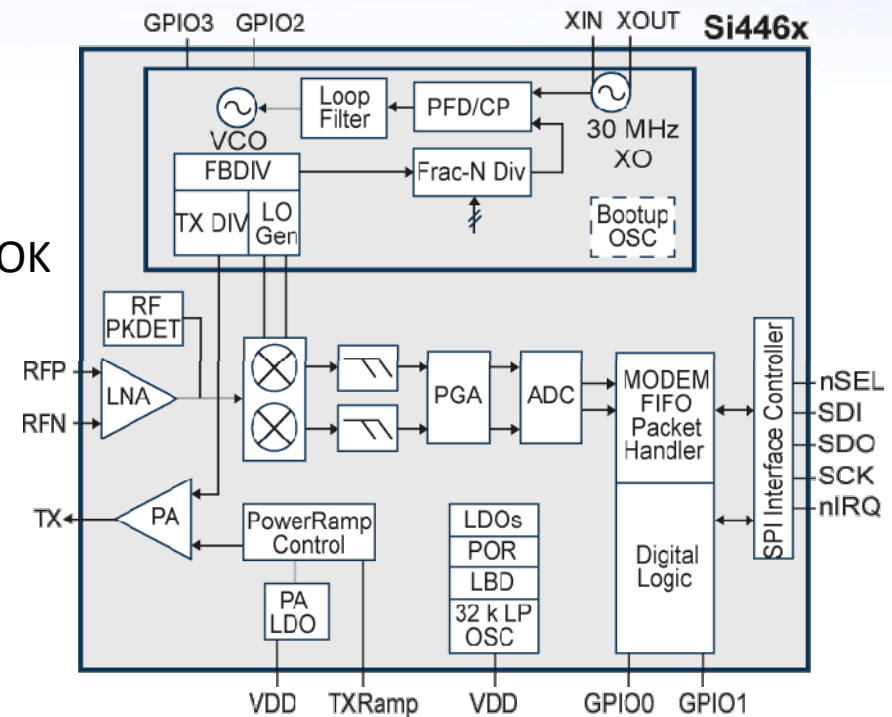 GPIO3 GPIO2
XIN XOUT
Si446x
Loop
Filter
PFD/CP
VCO
30 MHz
XO
FBDIV
Frac-N Div
TX DIV
LO
Gen
Bootup
OSC
OK
RF
PKDET
RFP
LNA
RFN
PGA
ADC
MODEM
FIFO
Packet
Handler
SPI Interface Controller
nSEL
SDI
SDO
SCK
nIRQ
TX
PA
PowerRamp
Control
PA
LDO
LDOs
POR
LBD
32 k LP
OSC
Digital
Logic
VDD TXRamp VDD GPIO0 GPIO1